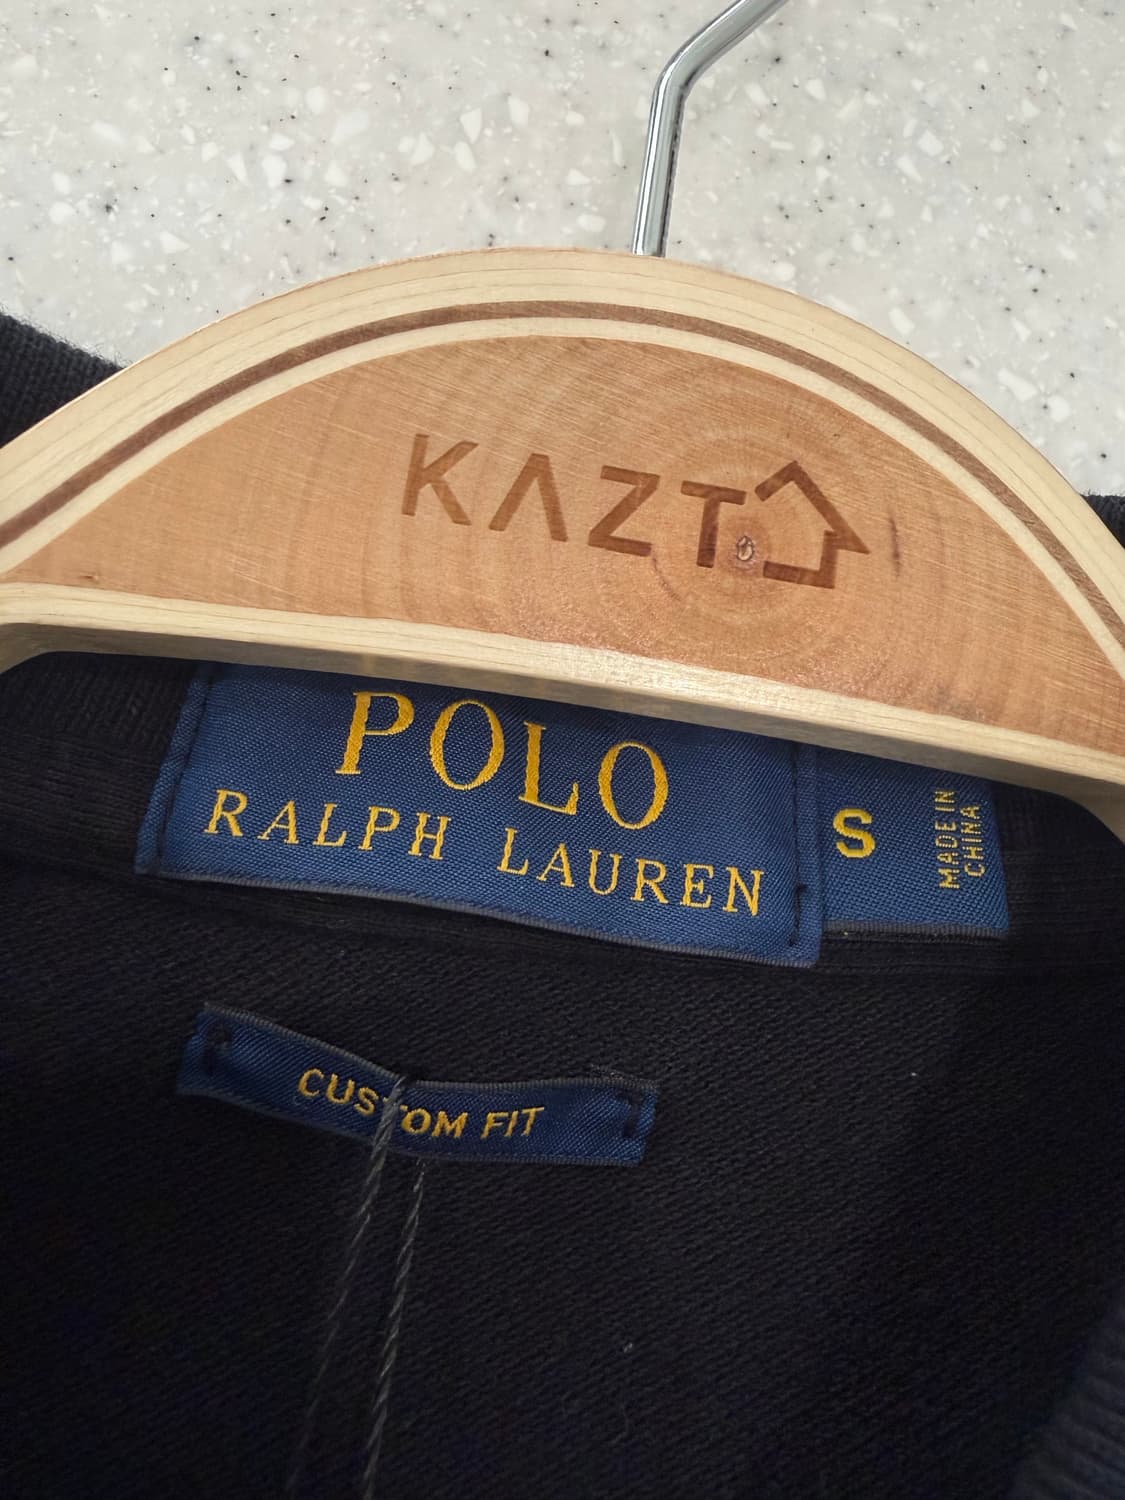 KAZT
POLO
RALPH LAUREN
S
MADE IN
CHINA
CUSTOM FIT